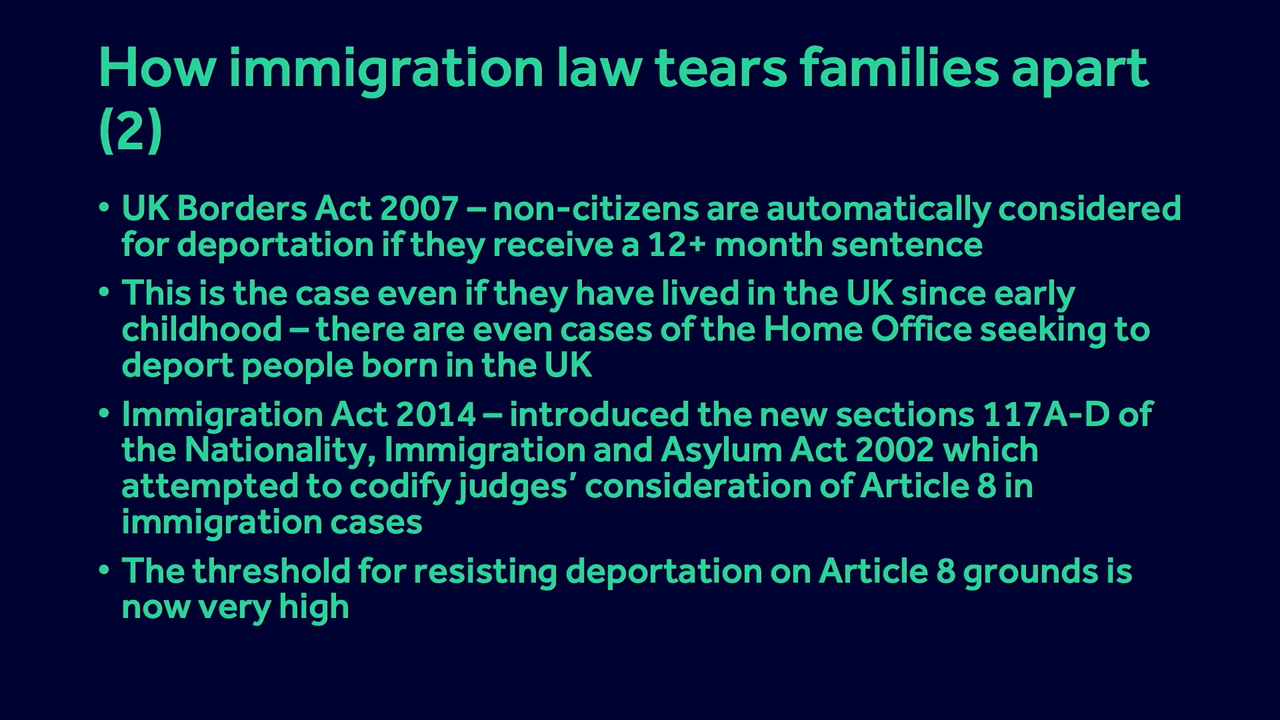 How immigration law tears families apart
(2)
• UK Borders Act 2007 – non-citizens are automatically considered
for deportation if they receive a 12+ month sentence
• This is the case even if they have lived in the UK since early
childhood – there are even cases of the Home Office seeking to
deport people born in the UK
• Immigration Act 2014 – introduced the new sections 117A-D of
the Nationality, Immigration and Asylum Act 2002 which
attempted to codify judges’ consideration of Article 8 in
immigration cases
• The threshold for resisting deportation on Article 8 grounds is
now very high